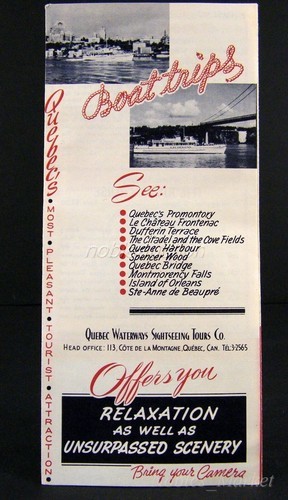 Boat trips
Quebec's • MOST • PLEASANT • TOURIST • ATTRACTION •
See:
• Quebec's Promontory
• Le Château Frontenac
• Dufferin Terrace
• The Citadel and the Cove Fields
• Quebec Harbour
• Spencer Wood
• Quebec Bridge
• Montmorency Falls
• Island of Orleans
• Ste-Anne de Beaupré
QUEBEC WATERWAYS SIGHTSEEING TOURS CO.
HEAD OFFICE: 113, CÔTE DE LA MONTAGNE, QUÉBEC, CAN. TÉL: 3-2565
Offers you
RELAXATION
AS WELL AS
UNSURPASSED SCENERY
Bring your Camera